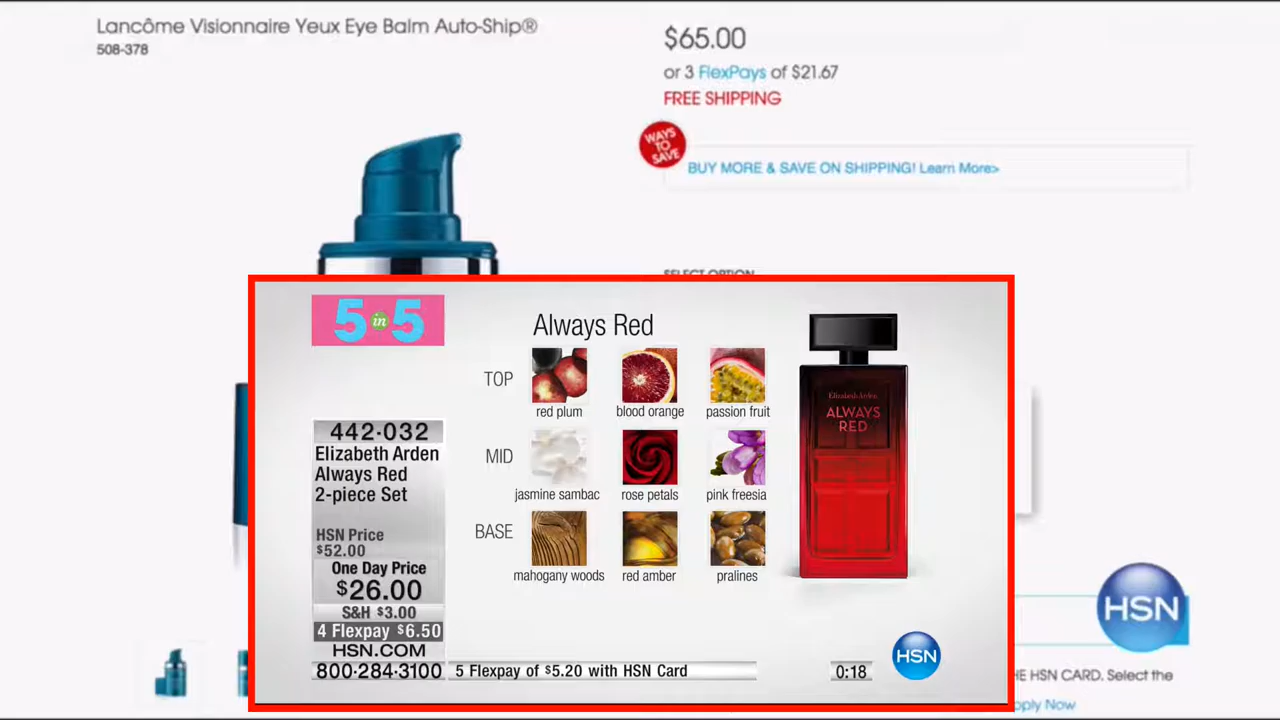 Lancôme Visionnaire Yeux Eye Balm Auto-Ship®
508-378
$65.00
or 3 FlexPays of $21.67
FREE SHIPPING
WAYS
TO
SAVE
BUY MORE & SAVE ON SHIPPING! Learn More>
SELECT OPTION
5 in 5
Always Red
TOP
red plum
blood orange
passion fruit
MID
jasmine sambac
rose petals
pink freesia
BASE
mahogany woods
red amber
pralines
Elizabeth Arden
ALWAYS
RED
442-032
Elizabeth Arden
Always Red
2-piece Set
HSN Price
$52.00
One Day Price
$26.00
S&H $3.00
4 Flexpay $6.50
HSN.COM
800-284-3100
5 Flexpay of $5.20 with HSN Card
0:18
HSN
HSN
HE HSN CARD. Select the
pply Now